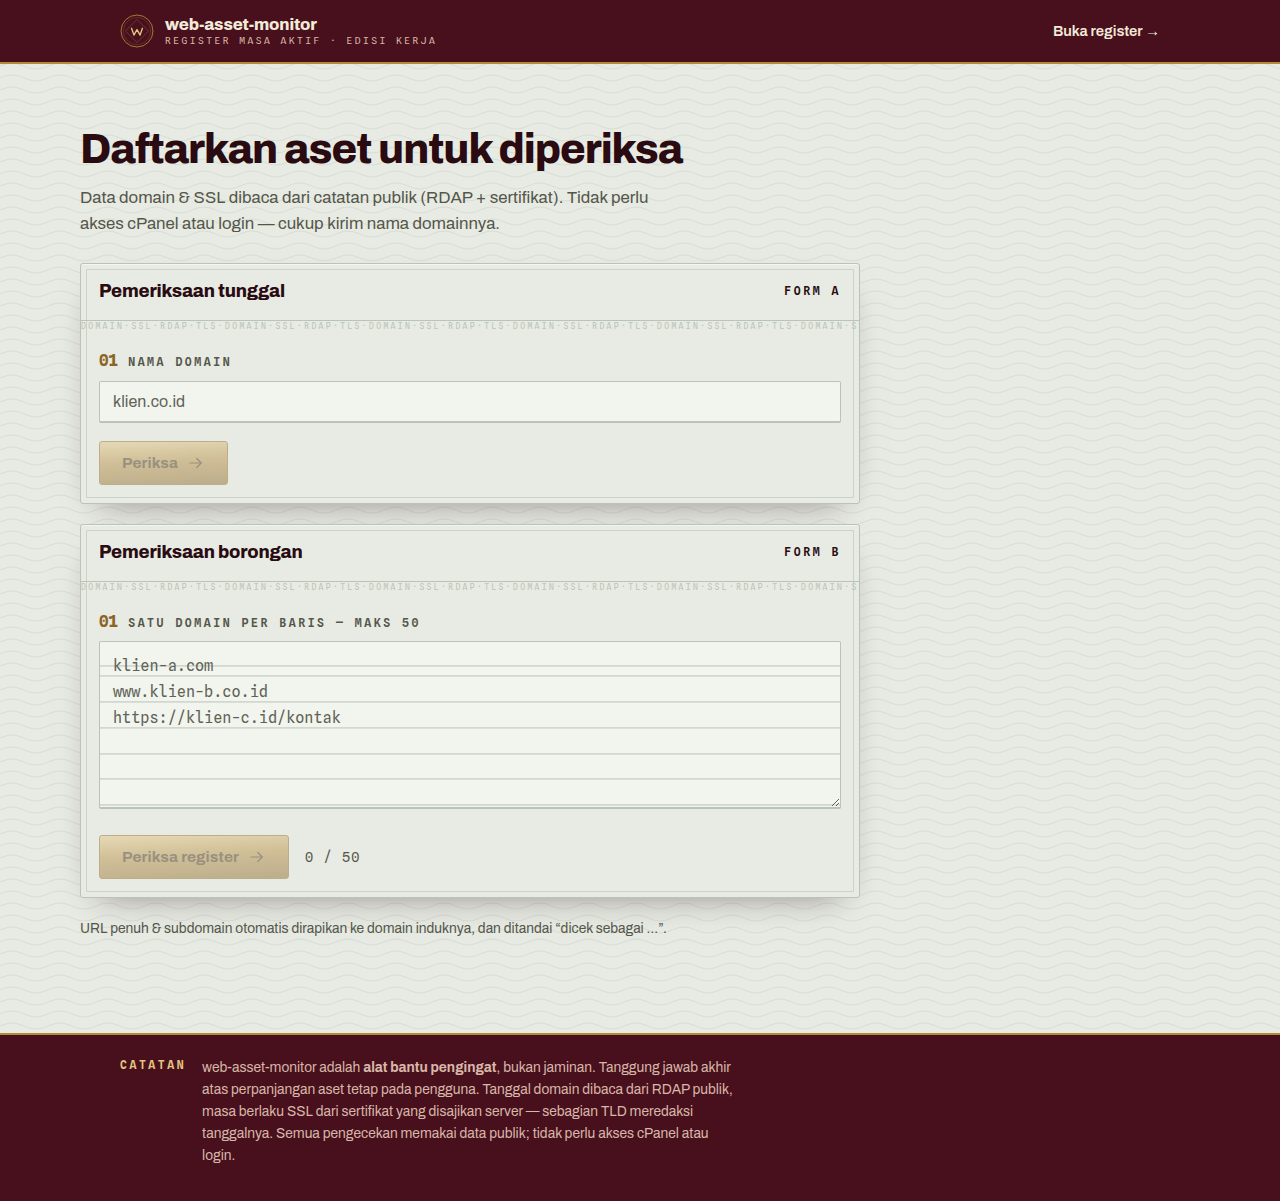 W
web-asset-monitor
REGISTER MASA AKTIF · EDISI KERJA
Buka register →
Daftarkan aset untuk diperiksa
Data domain & SSL dibaca dari catatan publik (RDAP + sertifikat). Tidak perlu
akses cPanel atau login — cukup kirim nama domainnya.
Pemeriksaan tunggal
FORM A
DOMAIN·SSL·RDAP·TLS·DOMAIN·SSL·RDAP·TLS·DOMAIN·SSL·RDAP·TLS·DOMAIN·SSL·RDAP·TLS·DOMAIN·SSL·RDAP·TLS·DOMAIN·S
01 NAMA DOMAIN
klien.co.id
Periksa →
Pemeriksaan borongan
FORM B
DOMAIN·SSL·RDAP·TLS·DOMAIN·SSL·RDAP·TLS·DOMAIN·SSL·RDAP·TLS·DOMAIN·SSL·RDAP·TLS·DOMAIN·SSL·RDAP·TLS·DOMAIN·S
01 SATU DOMAIN PER BARIS — MAKS 50
klien-a.com
www.klien-b.co.id
https://klien-c.id/kontak
Periksa register →
0 / 50
URL penuh & subdomain otomatis dirapikan ke domain induknya, dan ditandai “dicek sebagai …”.
CATATAN
web-asset-monitor adalah alat bantu pengingat, bukan jaminan. Tanggung jawab akhir
atas perpanjangan aset tetap pada pengguna. Tanggal domain dibaca dari RDAP publik,
masa berlaku SSL dari sertifikat yang disajikan server — sebagian TLD meredaksi
tanggalnya. Semua pengecekan memakai data publik; tidak perlu akses cPanel atau
login.